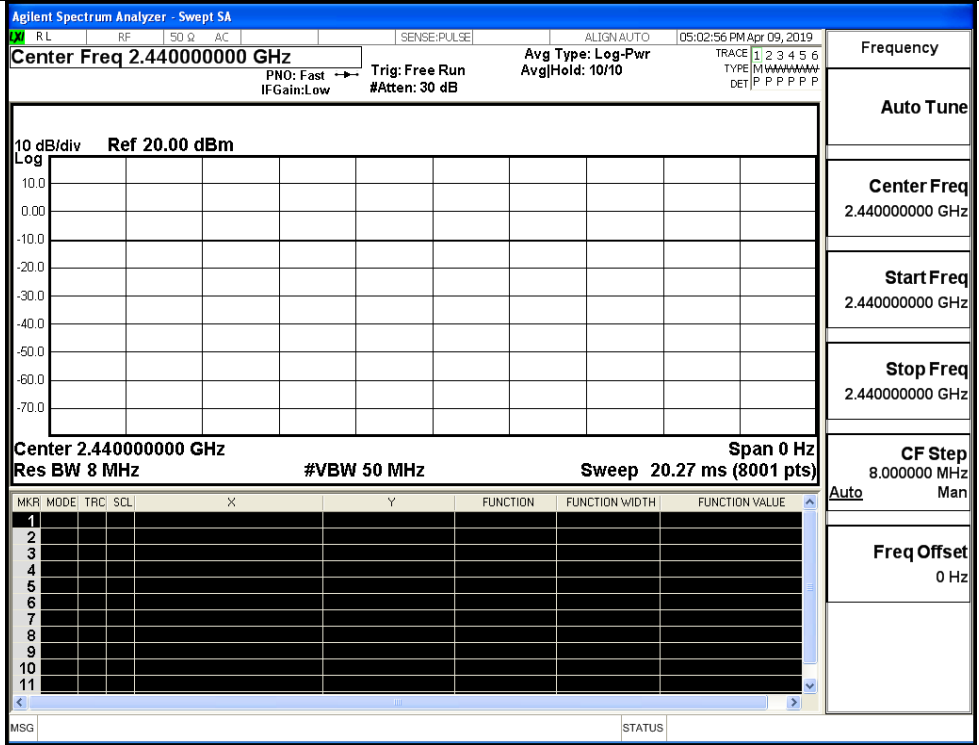 Agilent Spectrum Analyzer - Swept SA
LXI RL RF 50 Ω AC SENSE:PULSE ALIGN AUTO 05:02:56 PM Apr 09, 2019
Center Freq 2.440000000 GHz
PNO: Fast
IFGain:Low
Trig: Free Run
#Atten: 30 dB
Avg Type: Log-Pwr
Avg|Hold: 10/10
TRACE 1 2 3 4 5 6
TYPE M WWWWW
DET P P P P P P
10 dB/div Ref 20.00 dBm
Log
10.0
0.00
-10.0
-20.0
-30.0
-40.0
-50.0
-60.0
-70.0
Center 2.440000000 GHz Span 0 Hz
Res BW 8 MHz #VBW 50 MHz Sweep 20.27 ms (8001 pts)
MKR MODE TRC SCL X Y FUNCTION FUNCTION WIDTH FUNCTION VALUE
1
2
3
4
5
6
7
8
9
10
11
MSG STATUS
Frequency
Auto Tune
Center Freq
2.440000000 GHz
Start Freq
2.440000000 GHz
Stop Freq
2.440000000 GHz
CF Step
8.000000 MHz
Auto Man
Freq Offset
0 Hz